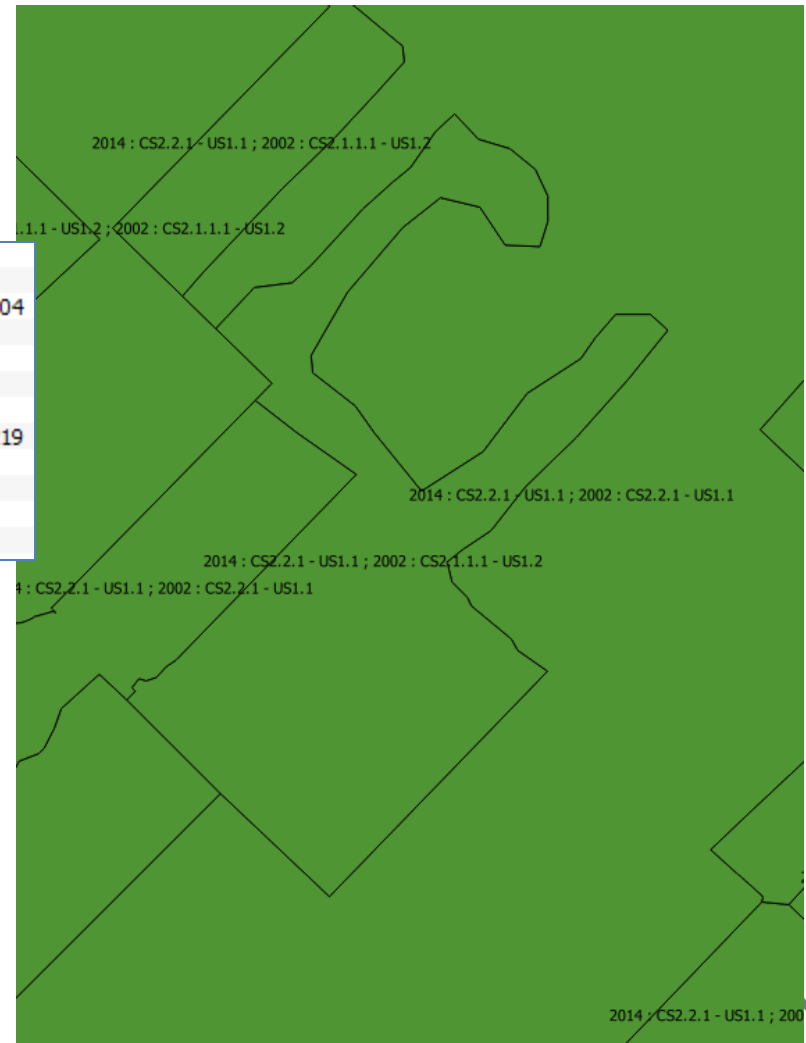 2014 : CS2.2.1 - US1.1 ; 2002 : CS2.1.1.1 - US1.2
.1.1 - US1.2 ; 2002 : CS2.1.1.1 - US1.2
04
19
2014 : CS2.2.1 - US1.1 ; 2002 : CS2.2.1 - US1.1
2014 : CS2.2.1 - US1.1 ; 2002 : CS2.1.1.1 - US1.2
: CS2.2.1 - US1.1 ; 2002 : CS2.2.1 - US1.1
2014 : CS2.2.1 - US1.1 ; 200